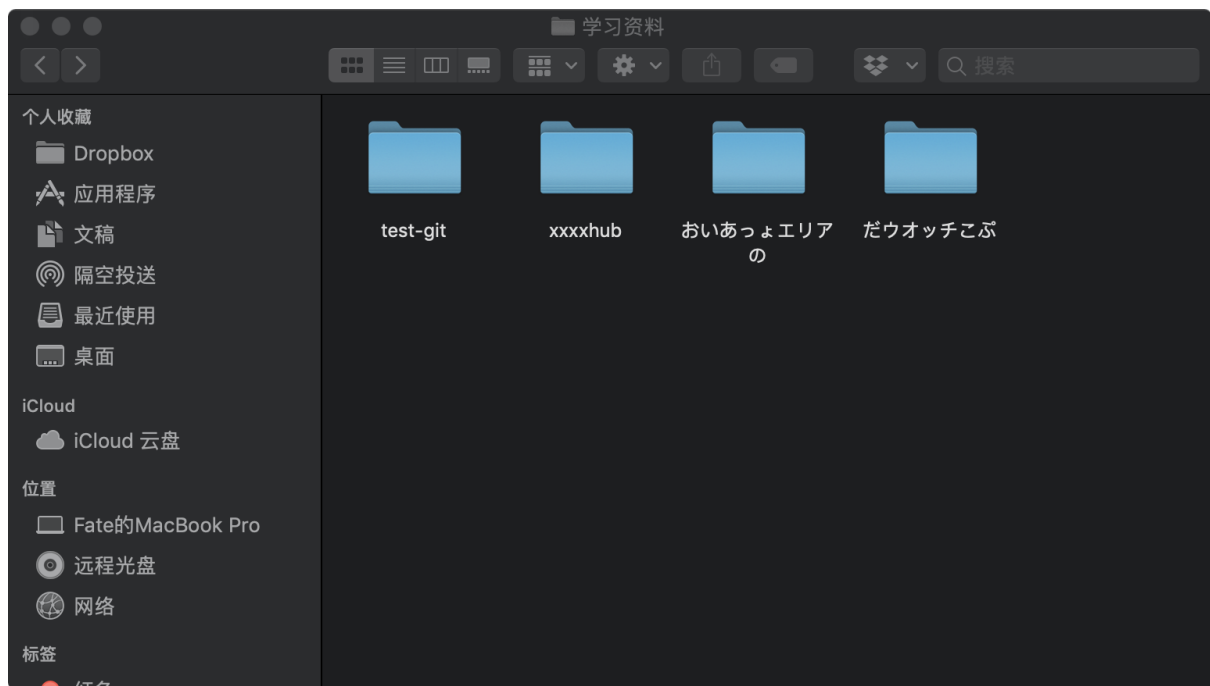 学习资料
搜索
个人收藏
Dropbox
应用程序
文稿
隔空投送
最近使用
桌面
iCloud
iCloud 云盘
位置
Fate的MacBook Pro
远程光盘
网络
标签
红色
test-git
xxxxhub
おいあっょエリア
の
だウオッチこぷ